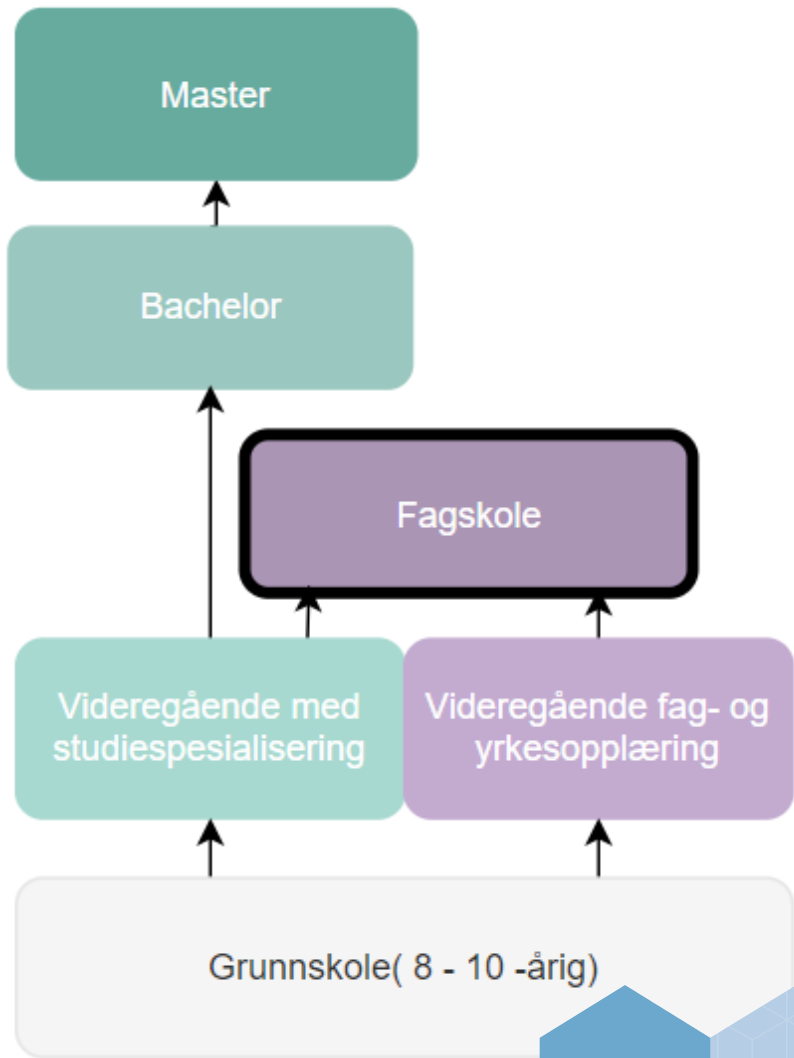 Master
Bachelor
Fagskole
Videregående med
studiespesialisering
Videregående fag- og
yrkesopplæring
Grunnskole( 8 - 10 -årig)